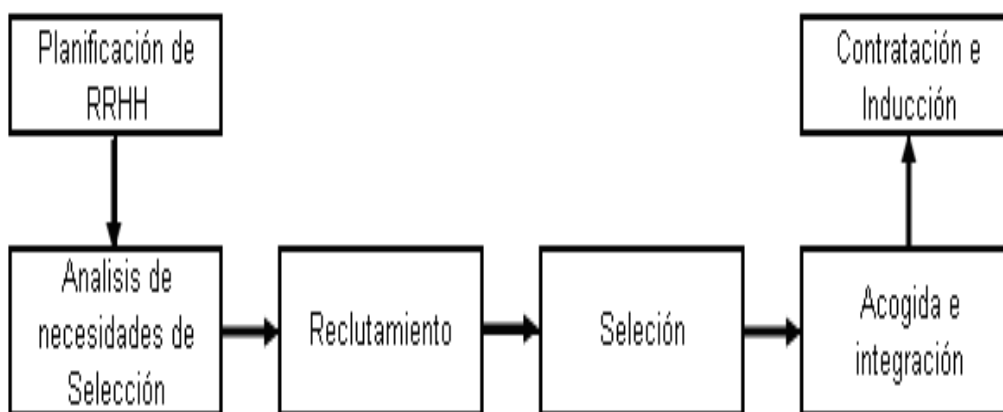 Planificación de
RRHH
Contratación e
Inducción
Analisis de
necesidades de
Selección
Reclutamiento
Seleción
Acogida e
integración